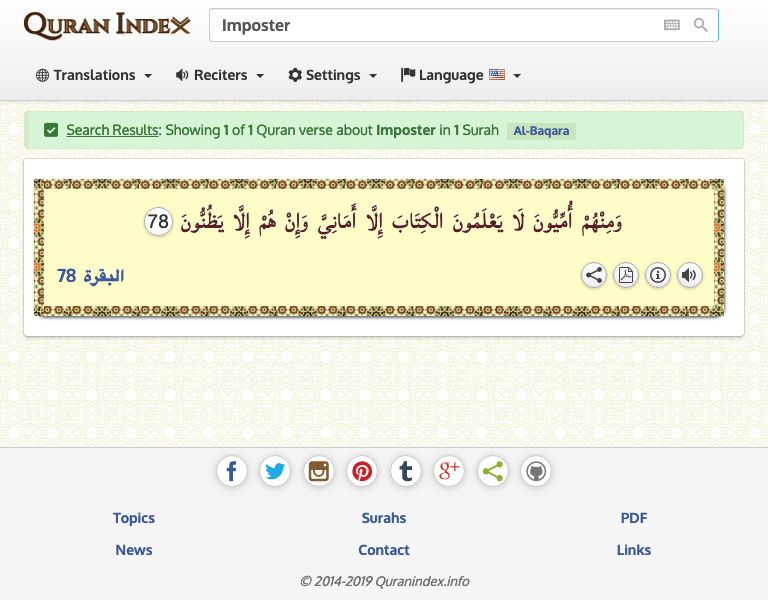 QURAN INDEX
Imposter
Translations Reciters Settings Language
Search Results: Showing 1 of 1 Quran verse about Imposter in 1 Surah Al-Baqara
وَمِنْهُمْ أُمِّيُّونَ لَا يَعْلَمُونَ الْكِتَابَ إِلَّا أَمَانِيَّ وَإِنْ هُمْ إِلَّا يَظُنُّونَ 78
البقرة 78
Topics Surahs PDF
News Contact Links
© 2014-2019 Quranindex.info